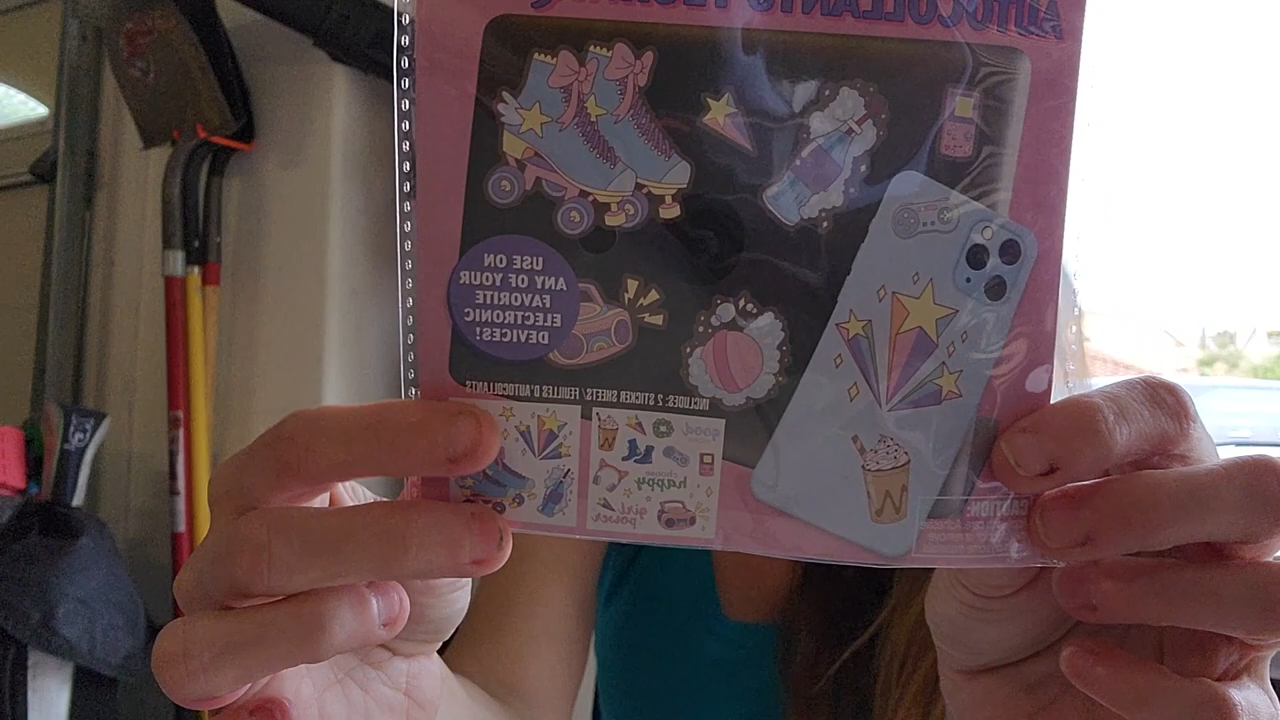 AUTOCOLLANTS TECHNO
USE ON
ANY OF YOUR
FAVORITE
ELECTRONIC
DEVICES!
INCLUDES: 2 STICKER SHEETS/ FEUILLES D'AUTOCOLLANTS
good
choose
happy
girl
power
CAUTION: